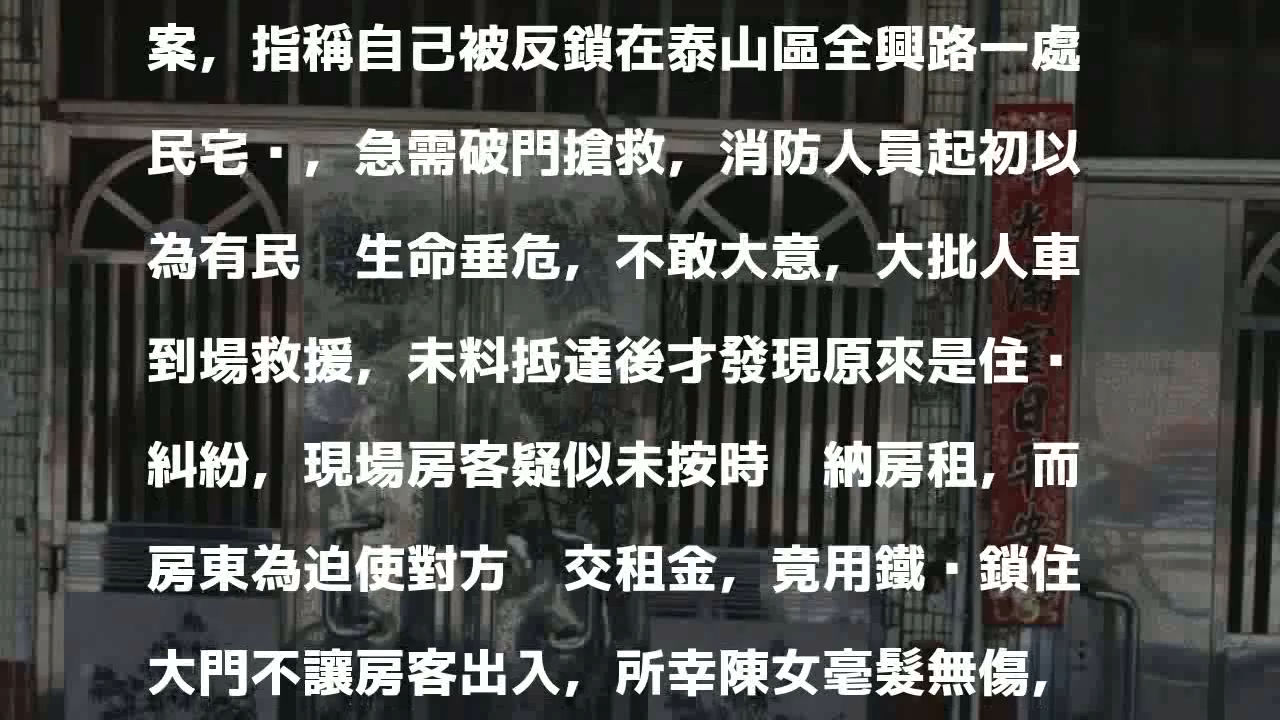 案，指稱自己被反鎖在泰山區全興路一處
民宅·，急需破門搶救，消防人員起初以
為有民　生命垂危，不敢大意，大批人車
到場救援，未料抵達後才發現原來是住·
糾紛，現場房客疑似未按時　納房租，而
房東為迫使對方　交租金，竟用鐵·鎖住
大門不讓房客出入，所幸陳女毫髮無傷，